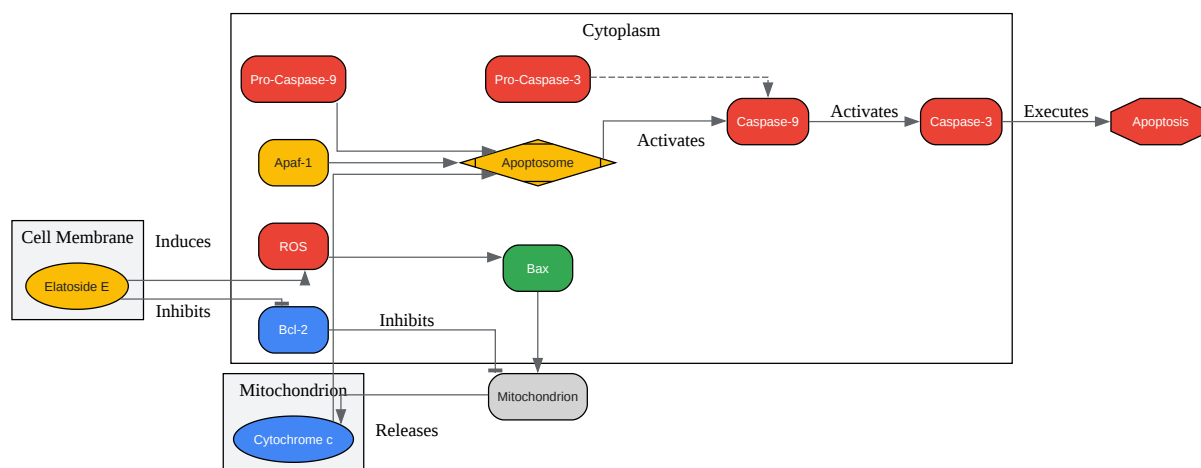 Cytoplasm
Pro-Caspase-9
Pro-Caspase-3
Caspase-9
Activates
Caspase-3
Executes
Apoptosis
Activates
Apaf-1
Apoptosome
Cell Membrane
Induces
ROS
Bax
Elatoside E
Inhibits
Bcl-2
Inhibits
Mitochondrion
Mitochondrion
Releases
Cytochrome c